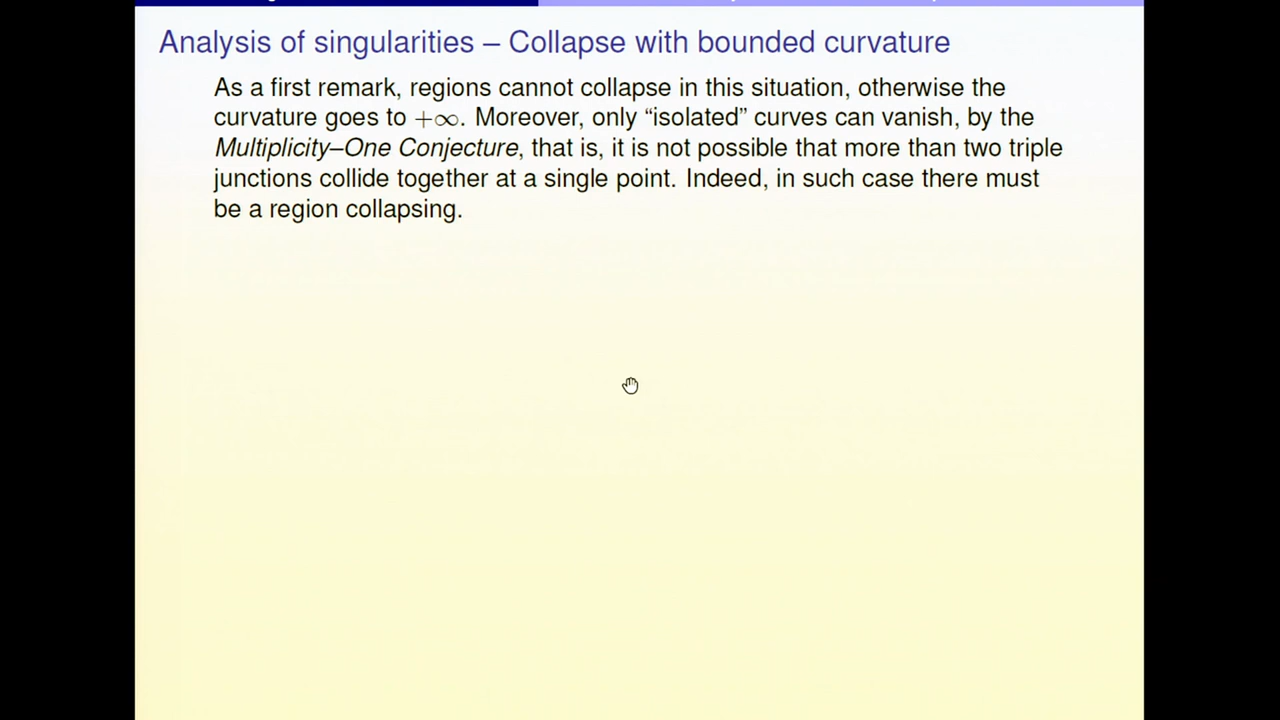 Analysis of singularities – Collapse with bounded curvature
As a first remark, regions cannot collapse in this situation, otherwise the
curvature goes to +∞. Moreover, only “isolated” curves can vanish, by the
Multiplicity–One Conjecture, that is, it is not possible that more than two triple
junctions collide together at a single point. Indeed, in such case there must
be a region collapsing.